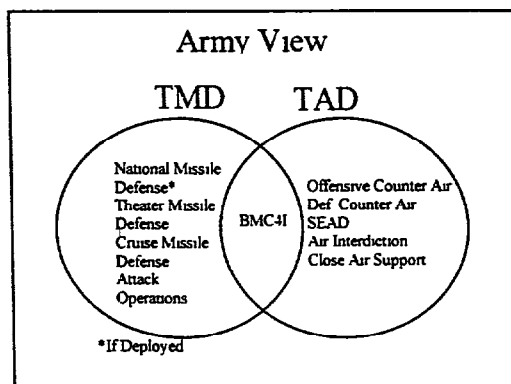 Army View
TMD
TAD
National Missile
Defense*
Theater Missile
Defense
Cruise Missile
Defense
Attack
Operations
BMC4I
Offensive Counter Air
Def Counter Air
SEAD
Air Interdiction
Close Air Support
*If Deployed